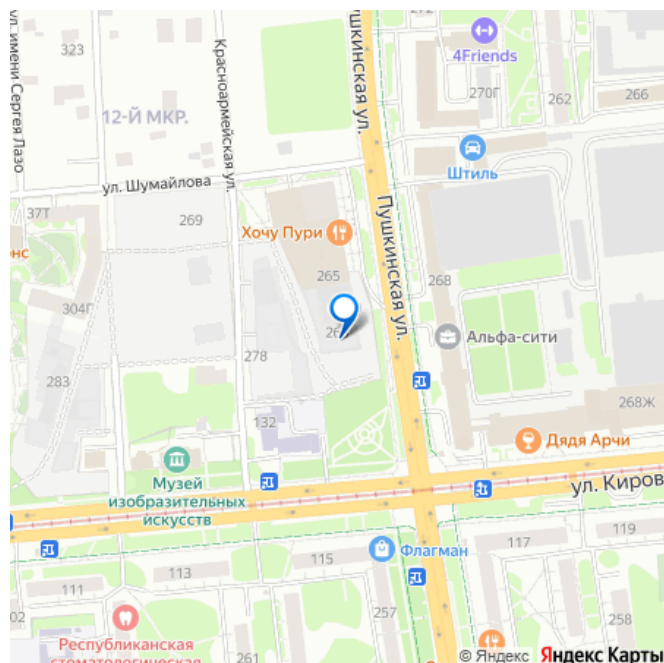 272
4Friends
270Г
262
266
323
ул. имени Сергея Лазо
12-Й МКР.
Красноармейская ул.
Пушкинская ул.
Штиль
ул. Шумайлова
37Т
269
Хочу Пури
Пушкинская ул.
265
268
304Г
278
283
Альфа-сити
132
268Ж
Дядя Арчи
Музей
изобразительных
искусств
ул. Киров
Флагман
117
119
115
113
111
257
258
Республиканская
стоматологическая
261
© Яндекс Яндекс Карты